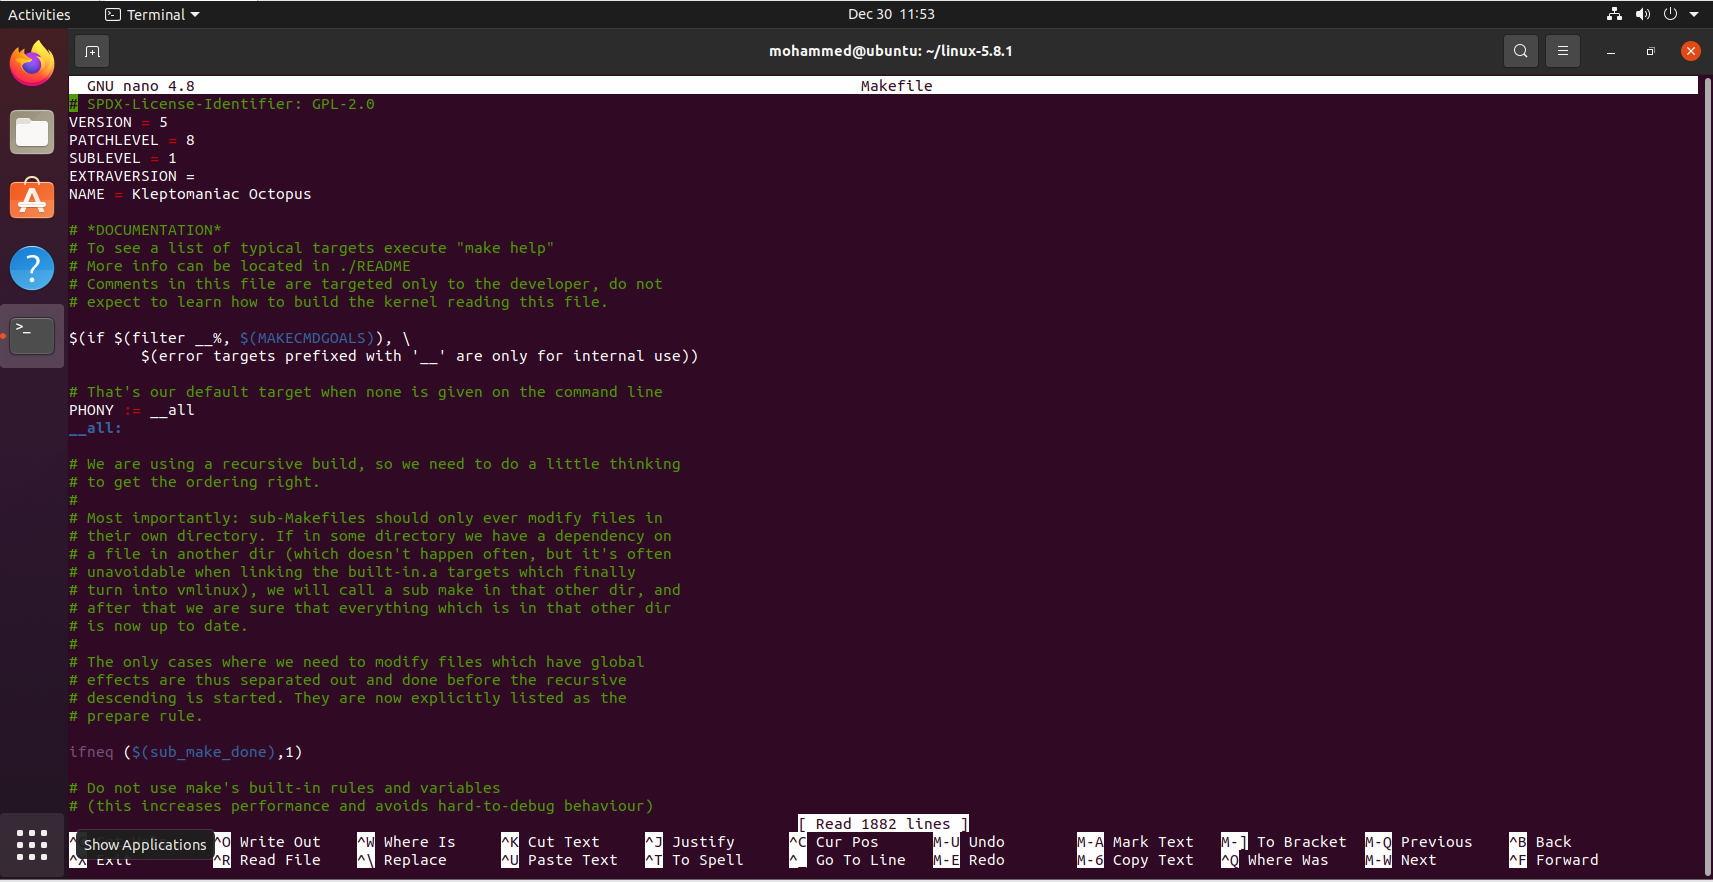 Activities Terminal Dec 30 11:53
mohammed@ubuntu: ~/linux-5.8.1
GNU nano 4.8 Makefile
# SPDX-License-Identifier: GPL-2.0
VERSION = 5
PATCHLEVEL = 8
SUBLEVEL = 1
EXTRAVERSION =
NAME = Kleptomaniac Octopus
# *DOCUMENTATION*
# To see a list of typical targets execute "make help"
# More info can be located in ./README
# Comments in this file are targeted only to the developer, do not
# expect to learn how to build the kernel reading this file.
$(if $(filter __%, $(MAKECMDGOALS)), \
$(error targets prefixed with '__' are only for internal use))
# That's our default target when none is given on the command line
PHONY := __all
__all:
# We are using a recursive build, so we need to do a little thinking
# to get the ordering right.
#
# Most importantly: sub-Makefiles should only ever modify files in
# their own directory. If in some directory we have a dependency on
# a file in another dir (which doesn't happen often, but it's often
# unavoidable when linking the built-in.a targets which finally
# turn into vmlinux), we will call a sub make in that other dir, and
# after that we are sure that everything which is in that other dir
# is now up to date.
#
# The only cases where we need to modify files which have global
# effects are thus separated out and done before the recursive
# descending is started. They are now explicitly listed as the
# prepare rule.
ifneq ($(sub_make_done),1)
# Do not use make's built-in rules and variables
# (this increases performance and avoids hard-to-debug behaviour)
[ Read 1882 lines ]
^O Write Out ^W Where Is ^K Cut Text ^J Justify ^C Cur Pos M-U Undo M-A Mark Text M-] To Bracket M-Q Previous ^B Back
Show Applications
^X Exit ^R Read File ^\ Replace ^U Paste Text ^T To Spell ^_ Go To Line M-E Redo M-6 Copy Text ^Q Where Was M-W Next ^F Forward